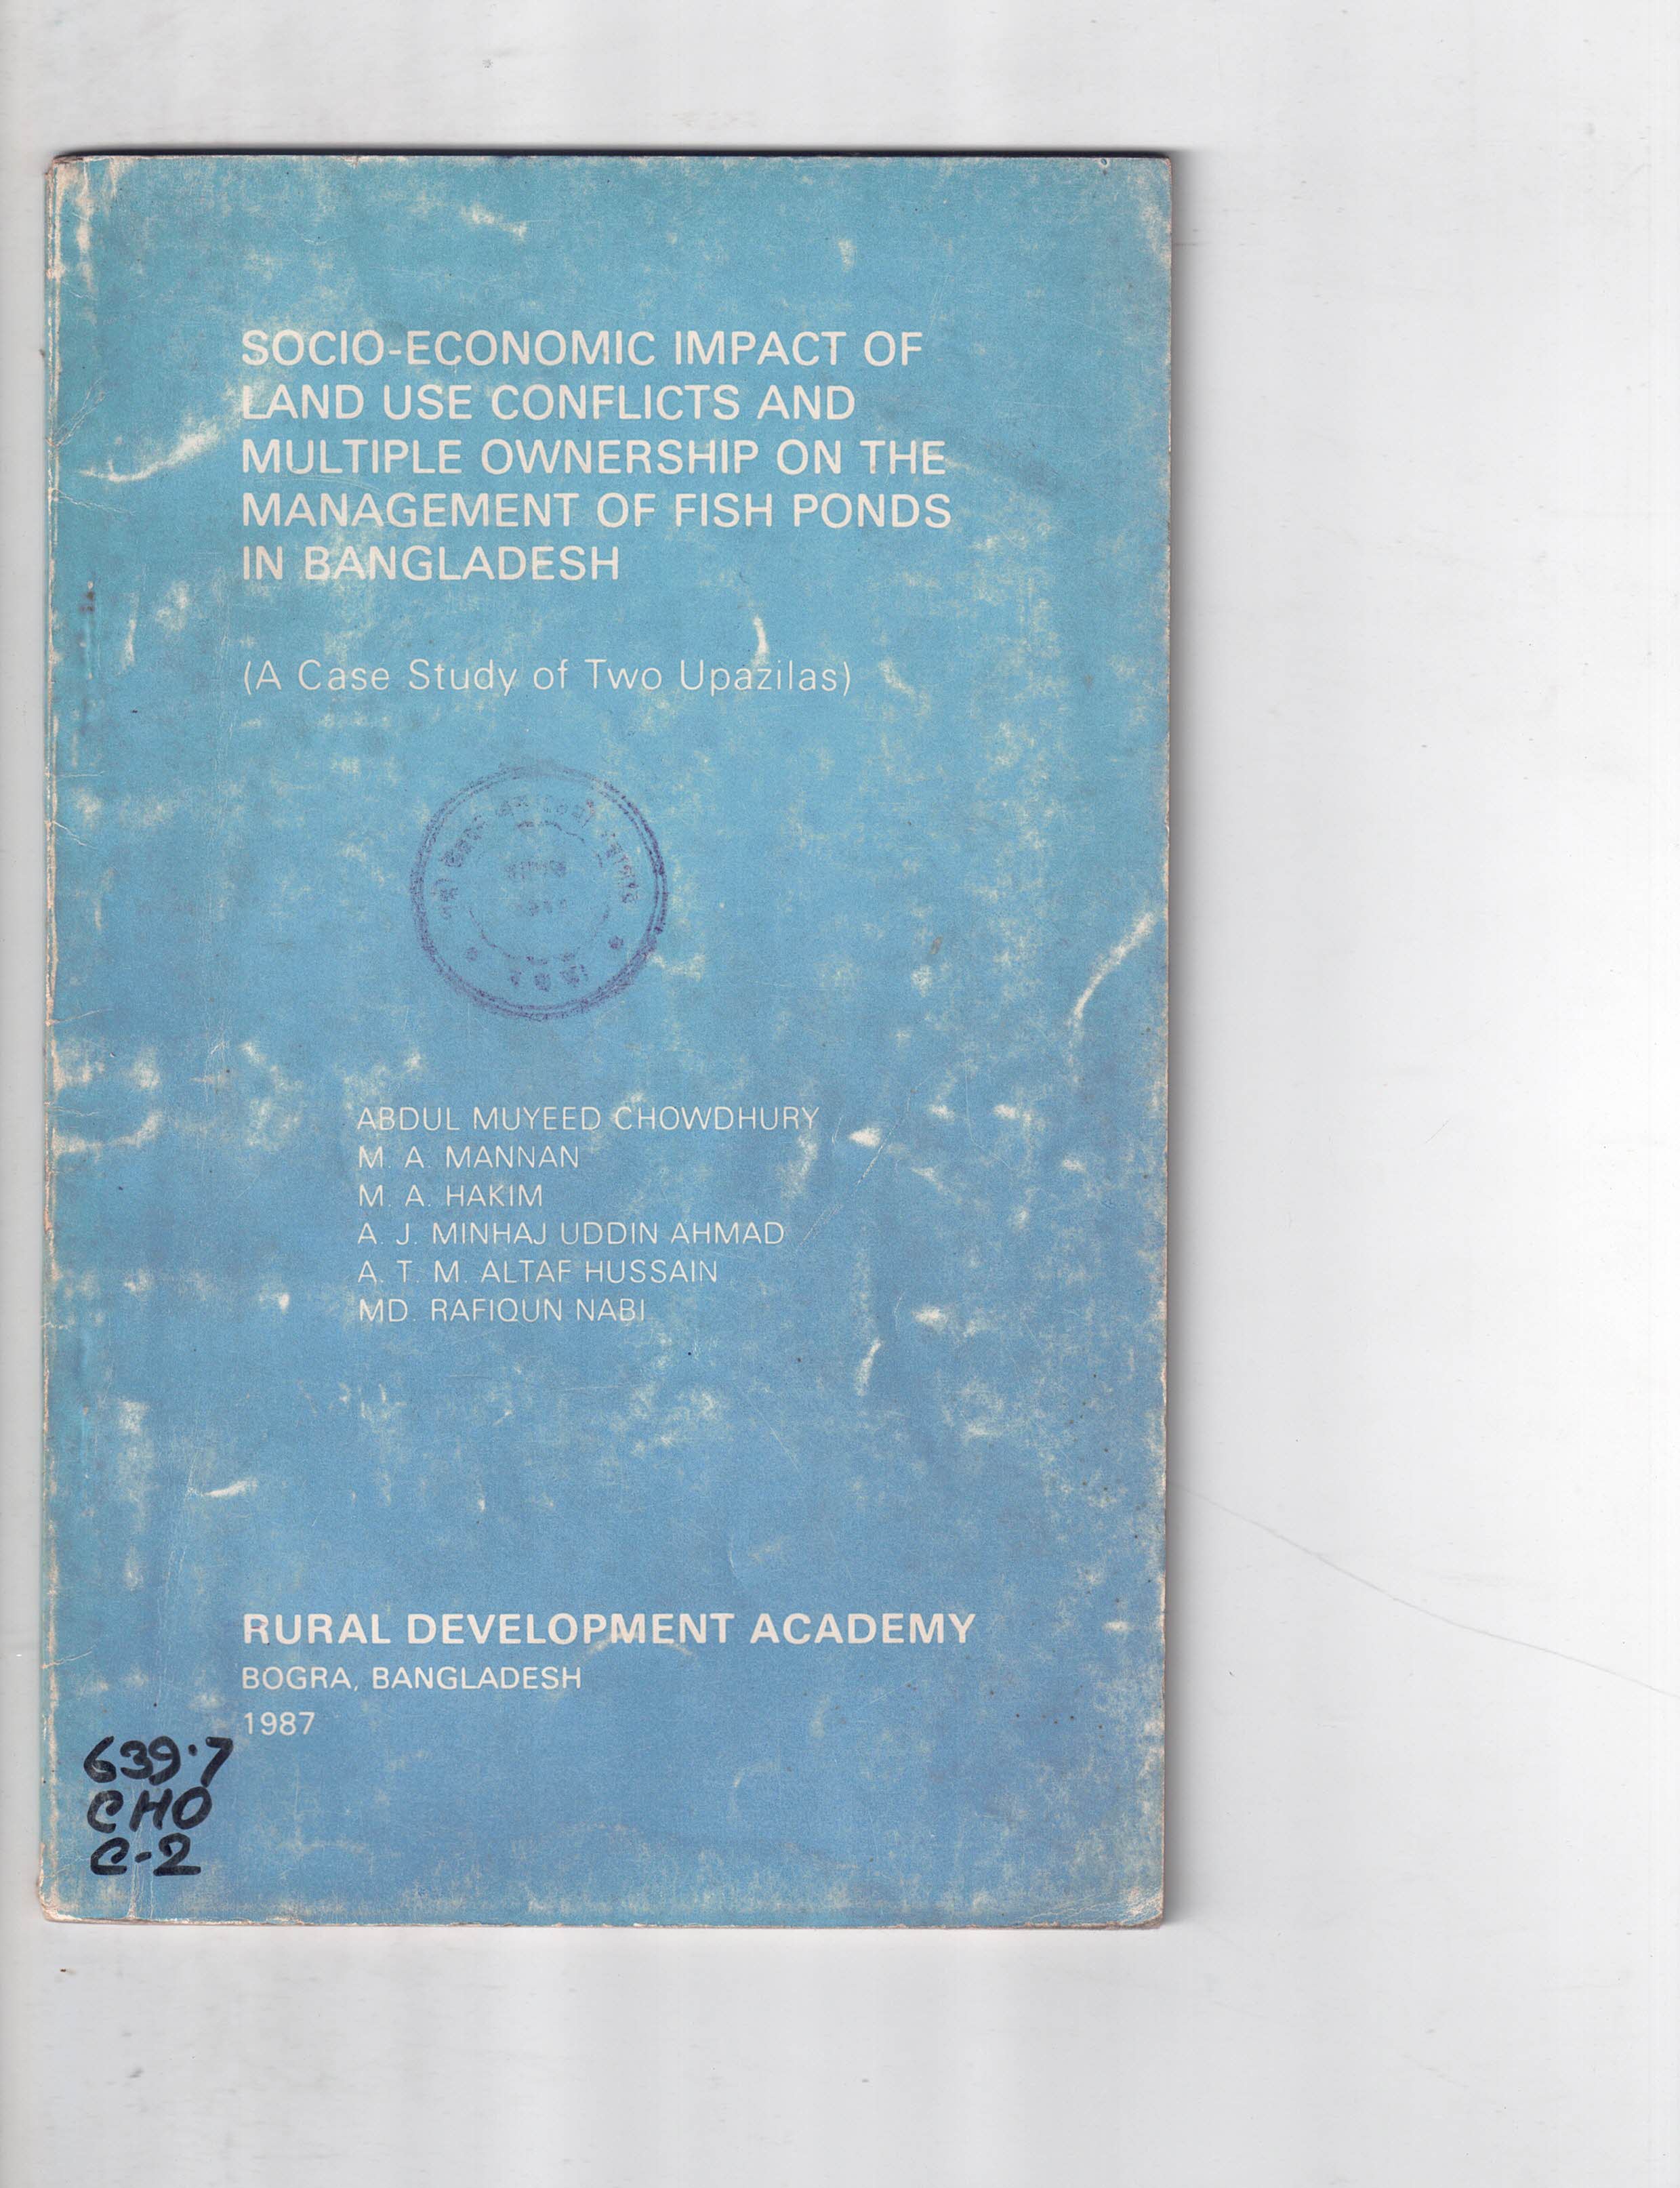 SOCIO-ECONOMIC IMPACT OF
LAND USE CONFLICTS AND
MULTIPLE OWNERSHIP ON THE
MANAGEMENT OF FISH PONDS
IN BANGLADESH
(A Case Study of Two Upazilas)
ABDUL MUYEED CHOWDHURY
M. A. MANNAN
M. A. HAKIM
A. J. MINHAJ UDDIN AHMAD
A. T. M. ALTAF HUSSAIN
MD. RAFIQUN NABI
RURAL DEVELOPMENT ACADEMY
BOGRA, BANGLADESH
1987
639.7
CHO
C-2